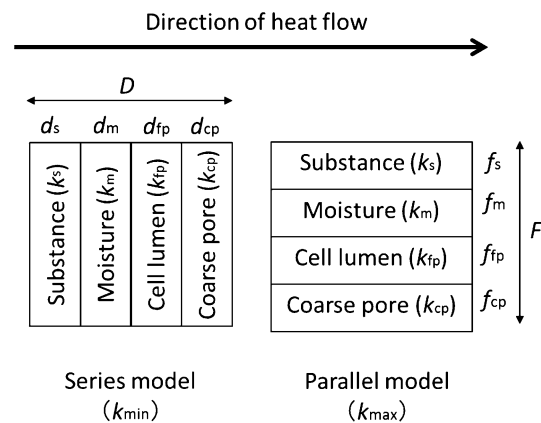 Direction of heat flow
D
ds dm dfp dcp
Substance (ks)
Moisture (km)
Cell lumen (kfp)
Coarse pore (kcp)
Series model
(kmin)
Substance (ks) fs
Moisture (km) fm
Cell lumen (kfp) ffp
Coarse pore (kcp) fcp
F
Parallel model
(kmax)